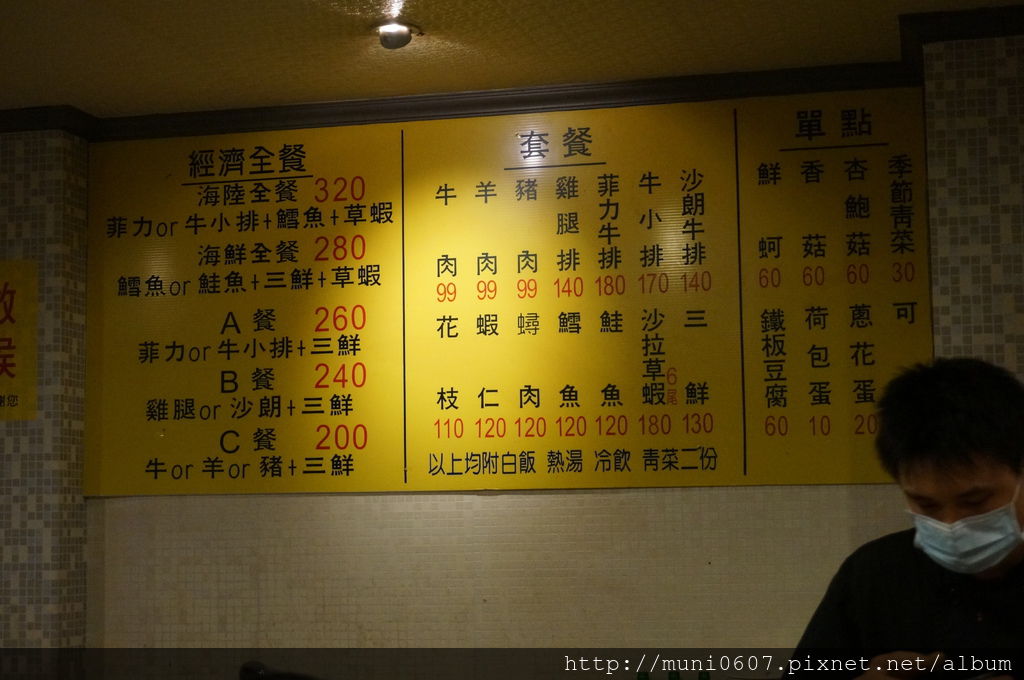 經濟全餐
海陸全餐 320
菲力or牛小排+鱈魚+草蝦
海鮮全餐 280
鱈魚or鮭魚+三鮮+草蝦
A餐 260
菲力or牛小排+三鮮
B餐 240
雞腿or沙朗+三鮮
C餐 200
牛or羊or豬+三鮮
套餐
牛肉 99
羊肉 99
豬肉 99
雞腿排 140
菲力牛排 180
牛小排 170
沙朗牛排 140
花枝 110
蝦仁 120
蟳肉 120
鱈魚 120
鮭魚 120
沙拉草蝦6尾 180
三鮮 130
以上均附白飯 熱湯 冷飲 青菜二份
單點
鮮蚵 60
香菇 60
杏鮑菇 60
季節青菜 30
鐵板豆腐 60
荷包蛋 10
蔥花蛋 20
可
http://muni0607.pixnet.net/album